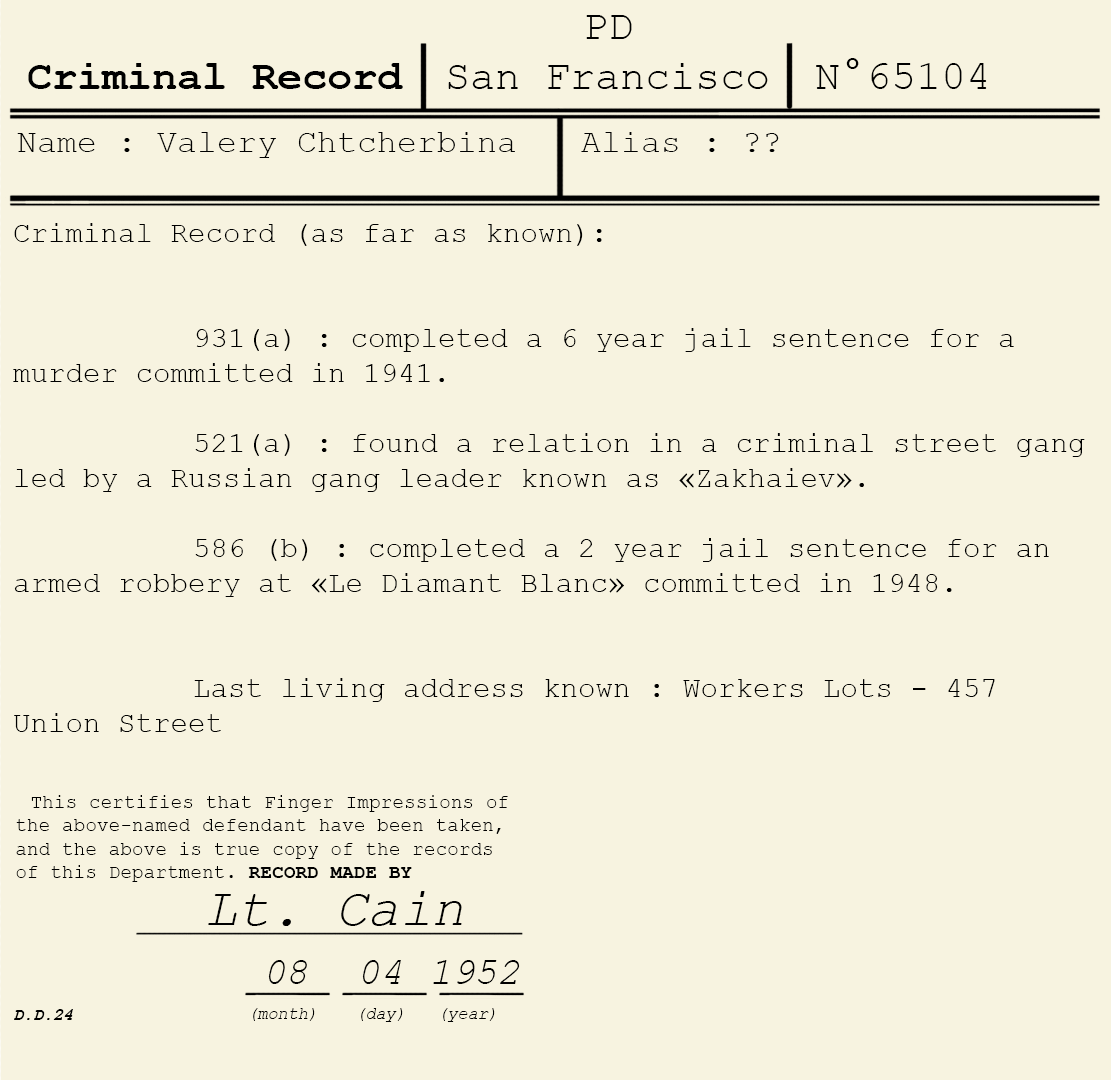 PD
Criminal Record San Francisco N°65104
Name : Valery Chtcherbina Alias : ??
Criminal Record (as far as known):
931(a) : completed a 6 year jail sentence for a
murder committed in 1941.
521(a) : found a relation in a criminal street gang
led by a Russian gang leader known as «Zakhaiev».
586 (b) : completed a 2 year jail sentence for an
armed robbery at «Le Diamant Blanc» committed in 1948.
Last living address known : Workers Lots - 457
Union Street
This certifies that Finger Impressions of
the above-named defendant have been taken,
and the above is true copy of the records
of this Department. RECORD MADE BY
Lt. Cain
08 04 1952
D.D.24 (month) (day) (year)